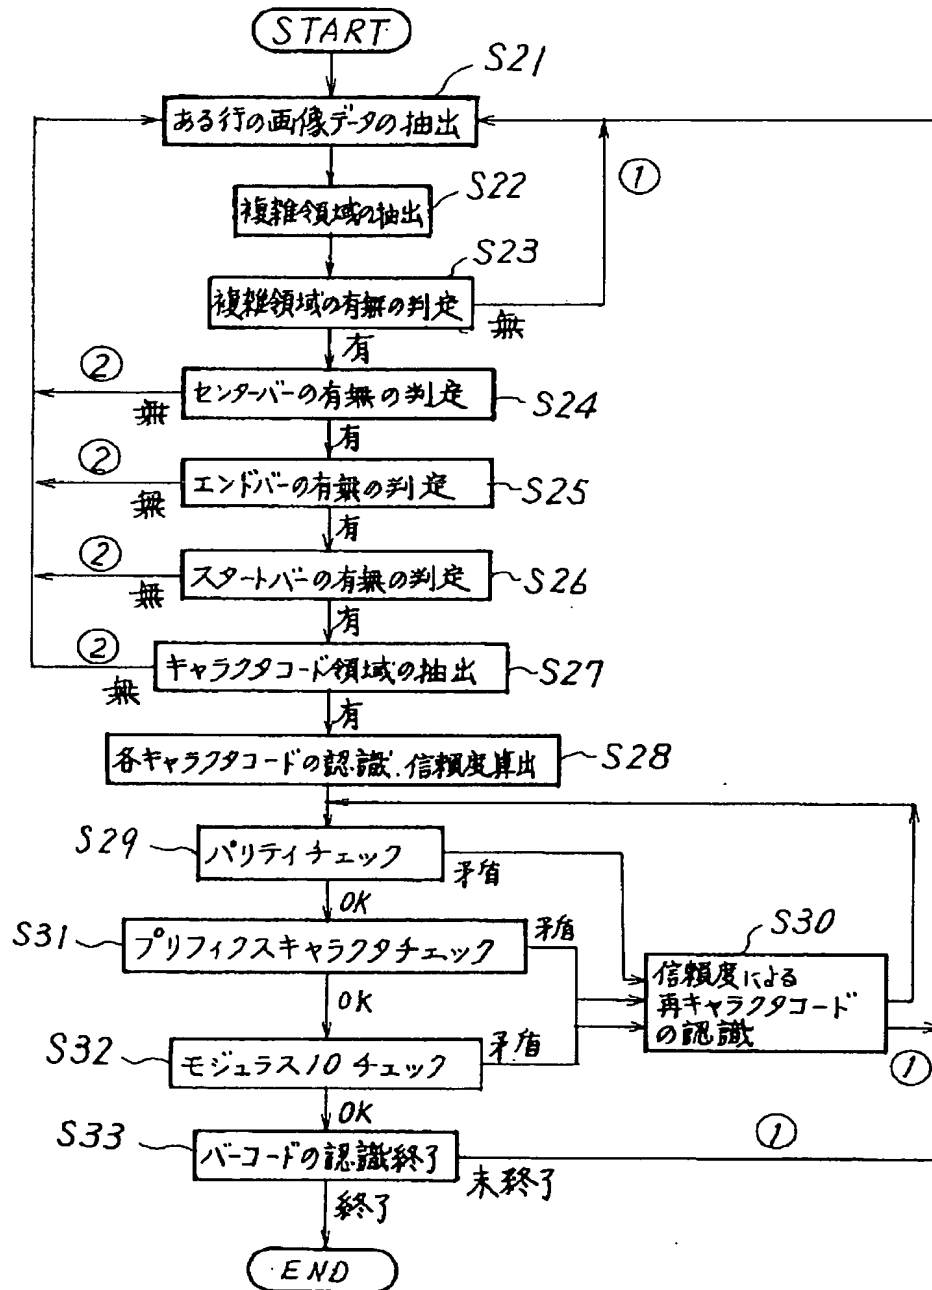 START
S21
ある行の画像データの抽出
①
S22
複雑領域の抽出
S23
複雑領域の有無の判定
無
有
②
センターバーの有無の判定
S24
無
有
②
エンドバーの有無の判定
S25
無
有
②
スタートバーの有無の判定
S26
無
有
②
キャラクタコード領域の抽出
S27
無
有
各キャラクタコードの認識.信頼度算出
S28
S29
パリティチェック
矛盾
OK
S31
プリフィクスキャラクタチェック
矛盾
S30
信頼度による
再キャラクタコード
の認識
①
OK
S32
モジュラス10チェック
矛盾
OK
S33
バーコードの認識終了
①
未終了
終了
END